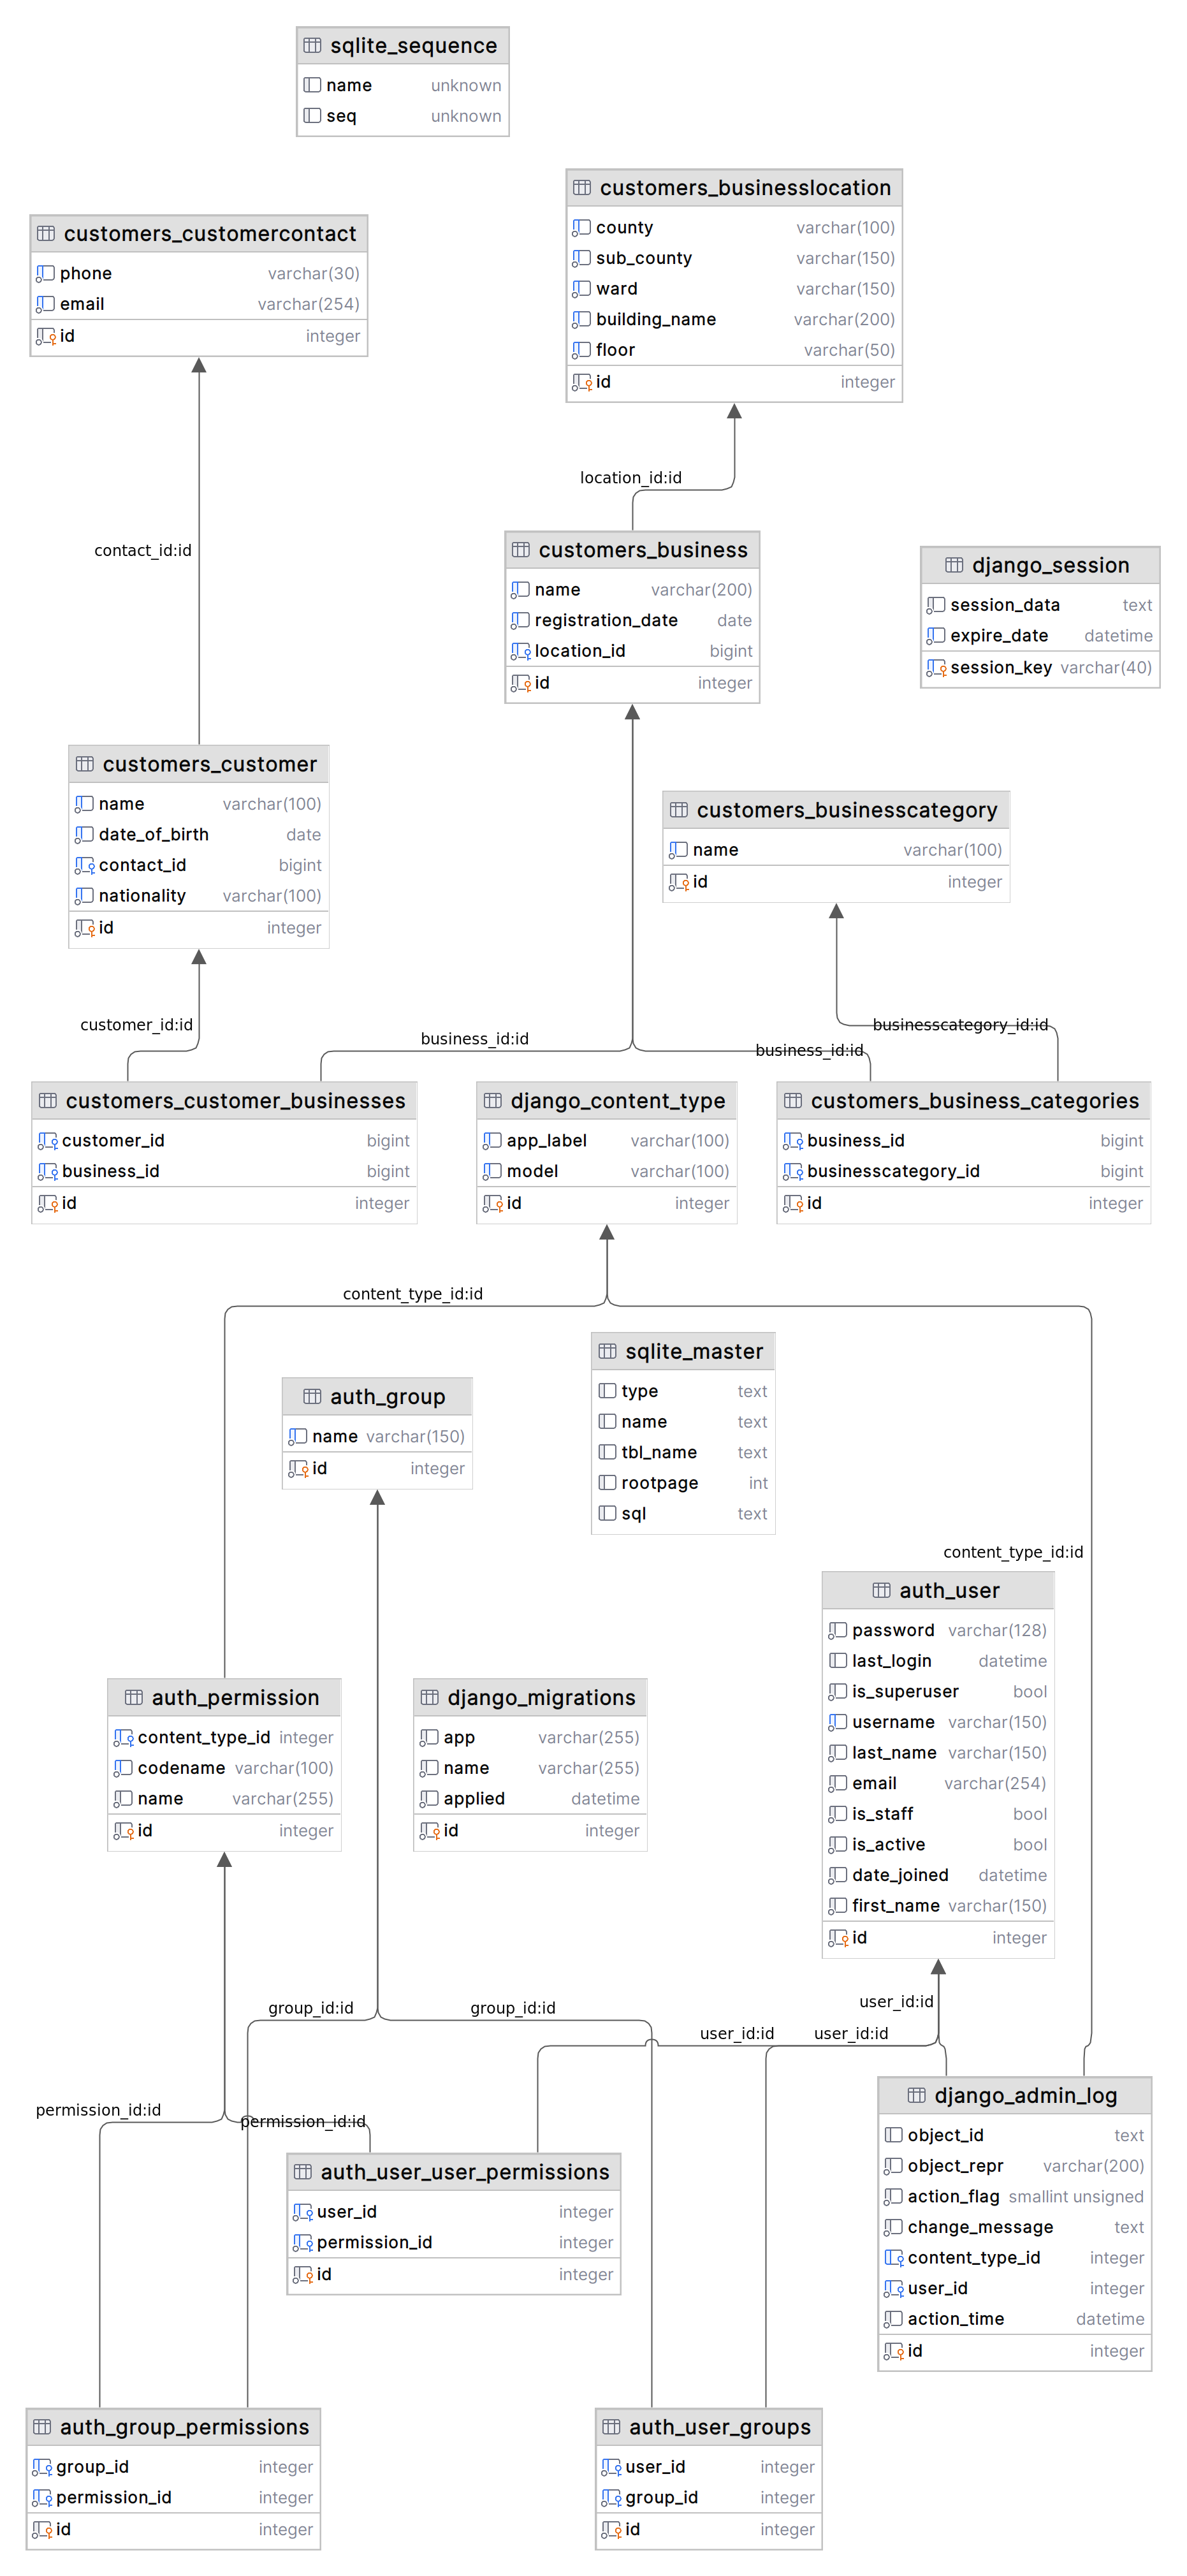 sqlite_sequence
name unknown
seq unknown
customers_businesslocation
county varchar(100)
sub_county varchar(150)
ward varchar(150)
building_name varchar(200)
floor varchar(50)
id integer
customers_customercontact
phone varchar(30)
email varchar(254)
id integer
location_id:id
contact_id:id
customers_business
name varchar(200)
registration_date date
location_id bigint
id integer
django_session
session_data text
expire_date datetime
session_key varchar(40)
customers_customer
name varchar(100)
date_of_birth date
contact_id bigint
nationality varchar(100)
id integer
customers_businesscategory
name varchar(100)
id integer
customer_id:id
business_id:id
business_id:id
businesscategory_id:id
customers_customer_businesses
customer_id bigint
business_id bigint
id integer
django_content_type
app_label varchar(100)
model varchar(100)
id integer
customers_business_categories
business_id bigint
businesscategory_id bigint
id integer
content_type_id:id
sqlite_master
type text
name text
tbl_name text
rootpage int
sql text
auth_group
name varchar(150)
id integer
content_type_id:id
auth_user
password varchar(128)
last_login datetime
is_superuser bool
username varchar(150)
last_name varchar(150)
email varchar(254)
is_staff bool
is_active bool
date_joined datetime
first_name varchar(150)
id integer
auth_permission
content_type_id integer
codename varchar(100)
name varchar(255)
id integer
django_migrations
app varchar(255)
name varchar(255)
applied datetime
id integer
group_id:id
group_id:id
user_id:id
user_id:id
user_id:id
permission_id:id
permission_id:id
django_admin_log
object_id text
object_repr varchar(200)
action_flag smallint unsigned
change_message text
content_type_id integer
user_id integer
action_time datetime
id integer
auth_user_user_permissions
user_id integer
permission_id integer
id integer
auth_group_permissions
group_id integer
permission_id integer
id integer
auth_user_groups
user_id integer
group_id integer
id integer